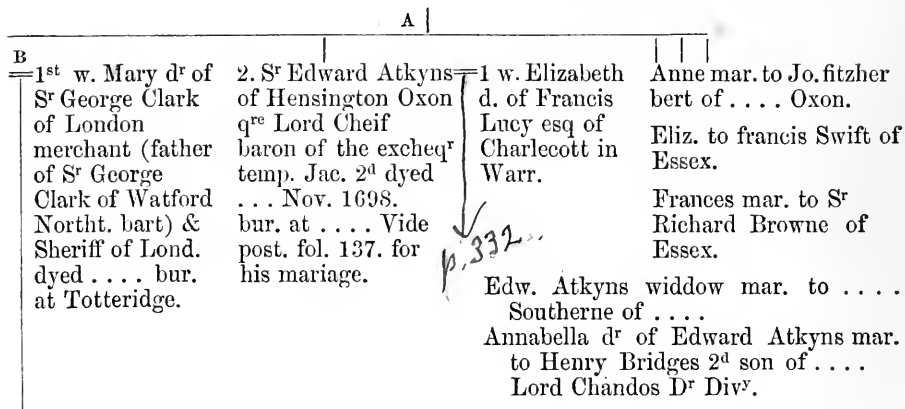 A
B
1st w. Mary dr of
Sr George Clark
of London
merchant (father
of Sr George
Clark of Watford
Northt. bart) &
Sheriff of Lond.
dyed . . . . bur.
at Totteridge.
2. Sr Edward Atkyns
of Hensington Oxon
qre Lord Cheif
baron of the excheqr
temp. Jac. 2d dyed
. . . Nov. 1698.
bur. at . . . . Vide
post. fol. 137. for
his mariage.
1 w. Elizabeth
d. of Francis
Lucy esq of
Charlecott in
Warr.
p. 332.
Anne mar. to Jo. fitzher
bert of . . . . Oxon.
Eliz. to francis Swift of
Essex.
Frances mar. to Sr
Richard Browne of
Essex.
Edw. Atkyns widdow mar. to . . . .
Southerne of . . . .
Annabella dr of Edward Atkyns mar.
to Henry Bridges 2d son of . . . .
Lord Chandos Dr Divy.